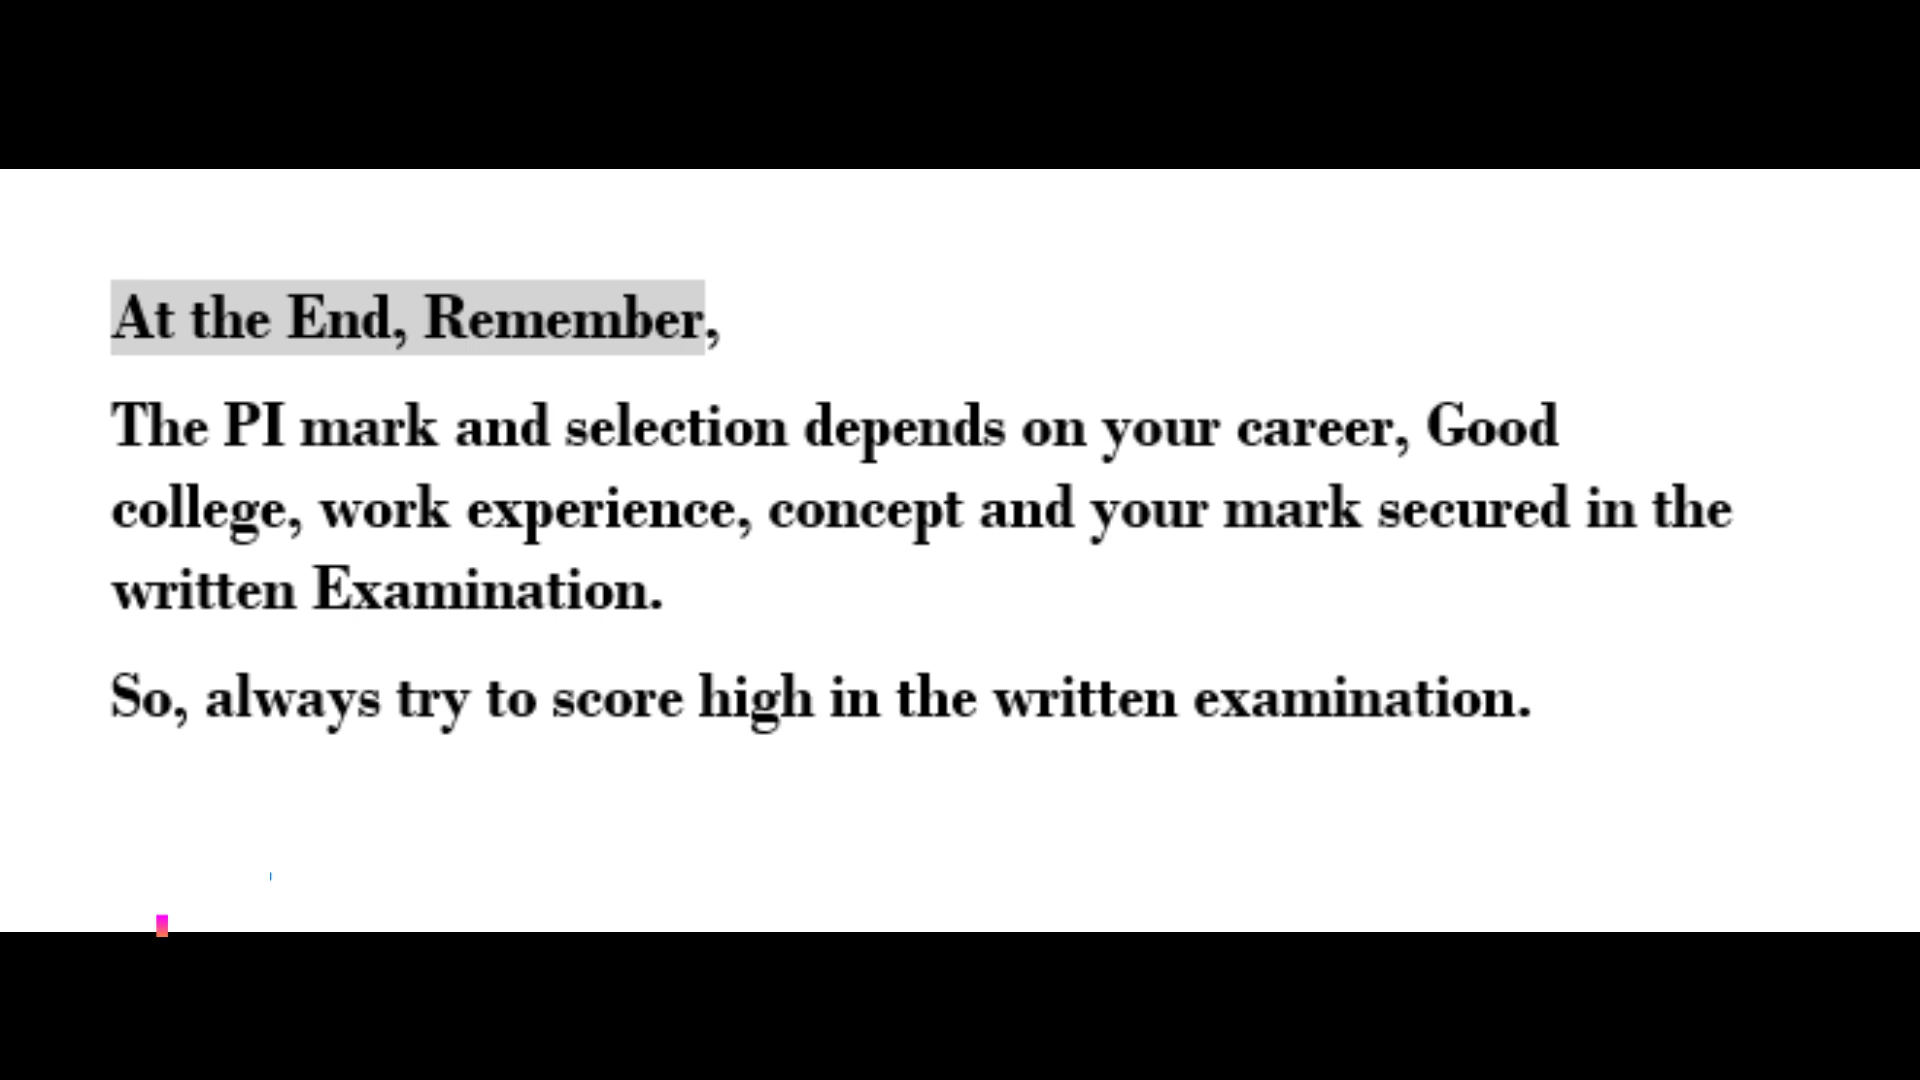 At the End, Remember,
The PI mark and selection depends on your career, Good
college, work experience, concept and your mark secured in the
written Examination.
So, always try to score high in the written examination.